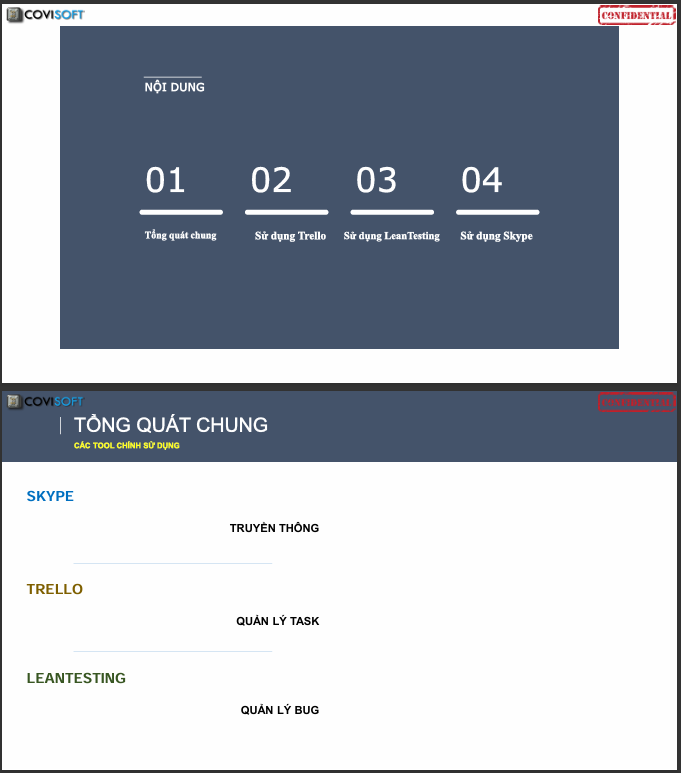 COVISOFT
CONFIDENTIAL
NỘI DUNG
01 02 03 04
Tổng quát chung Sử dụng Trello Sử dụng LeanTesting Sử dụng Skype
COVISOFT
CONFIDENTIAL
TỔNG QUÁT CHUNG
CÁC TOOL CHÍNH SỬ DỤNG
SKYPE
TRUYỀN THÔNG
TRELLO
QUẢN LÝ TASK
LEANTESTING
QUẢN LÝ BUG